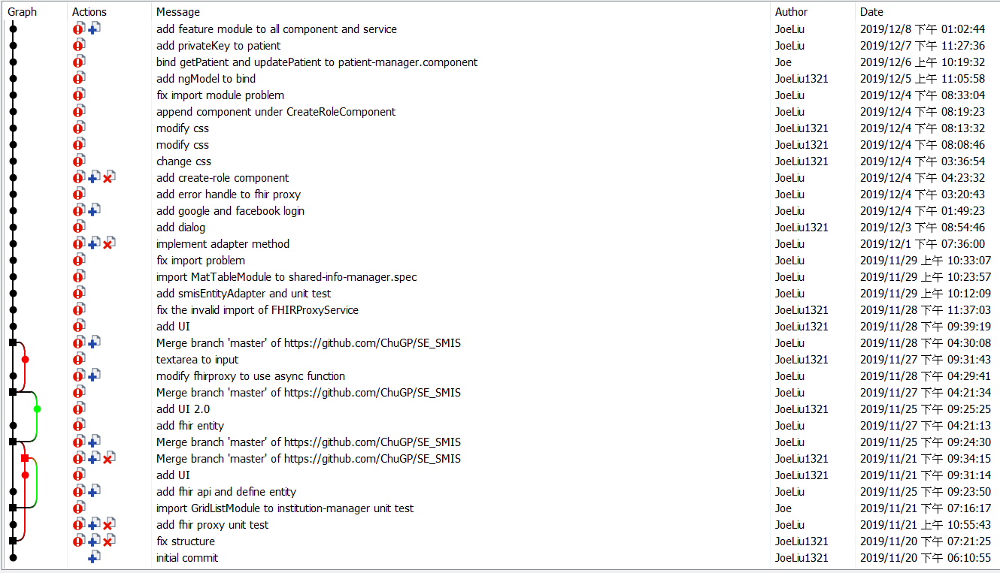 Graph Actions Message Author Date
add feature module to all component and service JoeLiu 2019/12/8 下午 01:02:44
add privateKey to patient JoeLiu 2019/12/7 下午 11:27:36
bind getPatient and updatePatient to patient-manager.component Joe 2019/12/6 上午 10:19:32
add ngModel to bind JoeLiu1321 2019/12/5 上午 11:05:58
fix import module problem JoeLiu 2019/12/4 下午 08:33:04
append component under CreateRoleComponent JoeLiu 2019/12/4 下午 08:19:23
modify css JoeLiu1321 2019/12/4 下午 08:13:32
modify css JoeLiu1321 2019/12/4 下午 08:08:46
change css JoeLiu1321 2019/12/4 下午 03:36:54
add create-role component JoeLiu 2019/12/4 下午 04:23:32
add error handle to fhir proxy JoeLiu 2019/12/4 下午 03:20:43
add google and facebook login JoeLiu 2019/12/4 下午 01:49:23
add dialog JoeLiu1321 2019/12/3 下午 08:54:46
implement adapter method JoeLiu 2019/12/1 下午 07:36:00
fix import problem JoeLiu 2019/11/29 上午 10:33:07
import MatTableModule to shared-info-manager.spec JoeLiu 2019/11/29 上午 10:23:57
add smisEntityAdapter and unit test JoeLiu 2019/11/29 上午 10:12:09
fix the invalid import of FHIRProxyService JoeLiu1321 2019/11/28 下午 11:37:03
add UI JoeLiu1321 2019/11/28 下午 09:39:19
Merge branch 'master' of https://github.com/ChuGP/SE_SMIS JoeLiu 2019/11/28 下午 04:30:08
textarea to input JoeLiu1321 2019/11/27 下午 09:31:43
modify fhirproxy to use async function JoeLiu 2019/11/28 下午 04:29:41
Merge branch 'master' of https://github.com/ChuGP/SE_SMIS JoeLiu 2019/11/27 下午 04:21:34
add UI 2.0 JoeLiu1321 2019/11/25 下午 09:25:25
add fhir entity JoeLiu 2019/11/27 下午 04:21:13
Merge branch 'master' of https://github.com/ChuGP/SE_SMIS JoeLiu 2019/11/25 下午 09:24:30
Merge branch 'master' of https://github.com/ChuGP/SE_SMIS JoeLiu1321 2019/11/21 下午 09:34:15
add UI JoeLiu1321 2019/11/21 下午 09:31:14
add fhir api and define entity JoeLiu 2019/11/25 下午 09:23:50
import GridListModule to institution-manager unit test Joe 2019/11/21 下午 07:16:17
add fhir proxy unit test JoeLiu 2019/11/21 上午 10:55:43
fix structure JoeLiu1321 2019/11/20 下午 07:21:25
initial commit JoeLiu1321 2019/11/20 下午 06:10:55